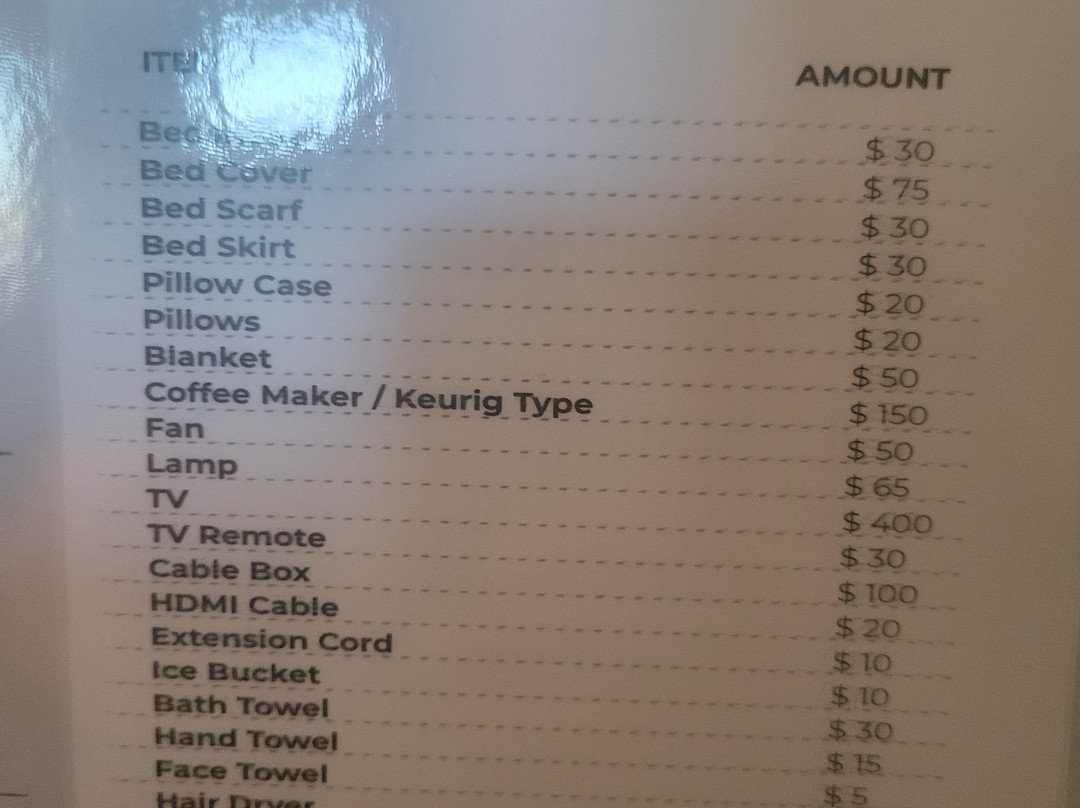 ITEM AMOUNT
Bed $ 30
Bed Cover $ 75
Bed Scarf $ 30
Bed Skirt $ 30
Pillow Case $ 20
Pillows $ 20
Blanket $ 50
Coffee Maker / Keurig Type $ 150
Fan $ 50
Lamp $ 65
TV $ 400
TV Remote $ 30
Cable Box $ 100
HDMI Cable $ 20
Extension Cord $ 10
Ice Bucket $ 10
Bath Towel $ 30
Hand Towel $ 15
Face Towel $ 5
Hair Dryer